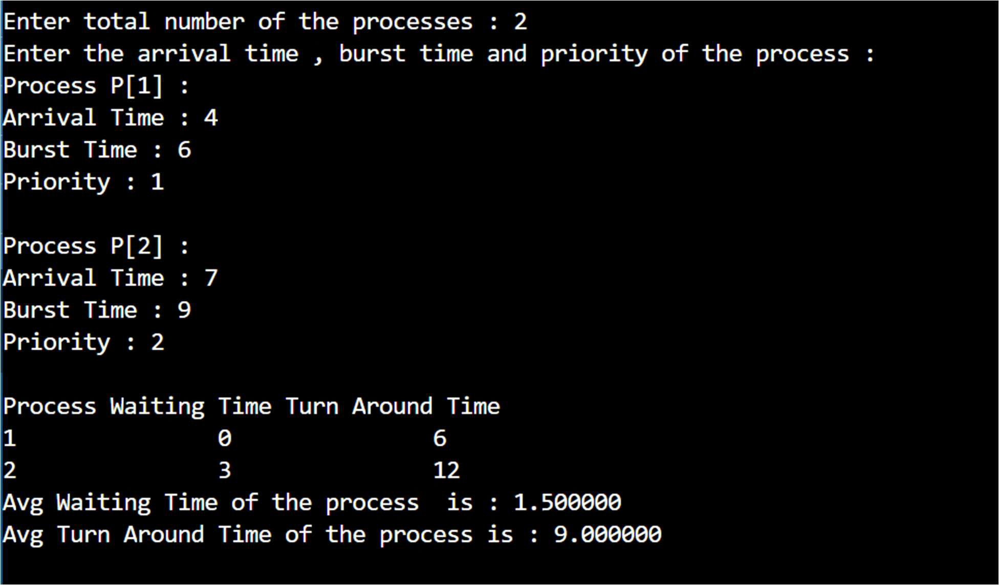 Enter total number of the processes : 2
Enter the arrival time , burst time and priority of the process :
Process P[1] :
Arrival Time : 4
Burst Time : 6
Priority : 1
Process P[2] :
Arrival Time : 7
Burst Time : 9
Priority : 2
Process Waiting Time Turn Around Time
1 0 6
2 3 12
Avg Waiting Time of the process  is : 1.500000
Avg Turn Around Time of the process is : 9.000000